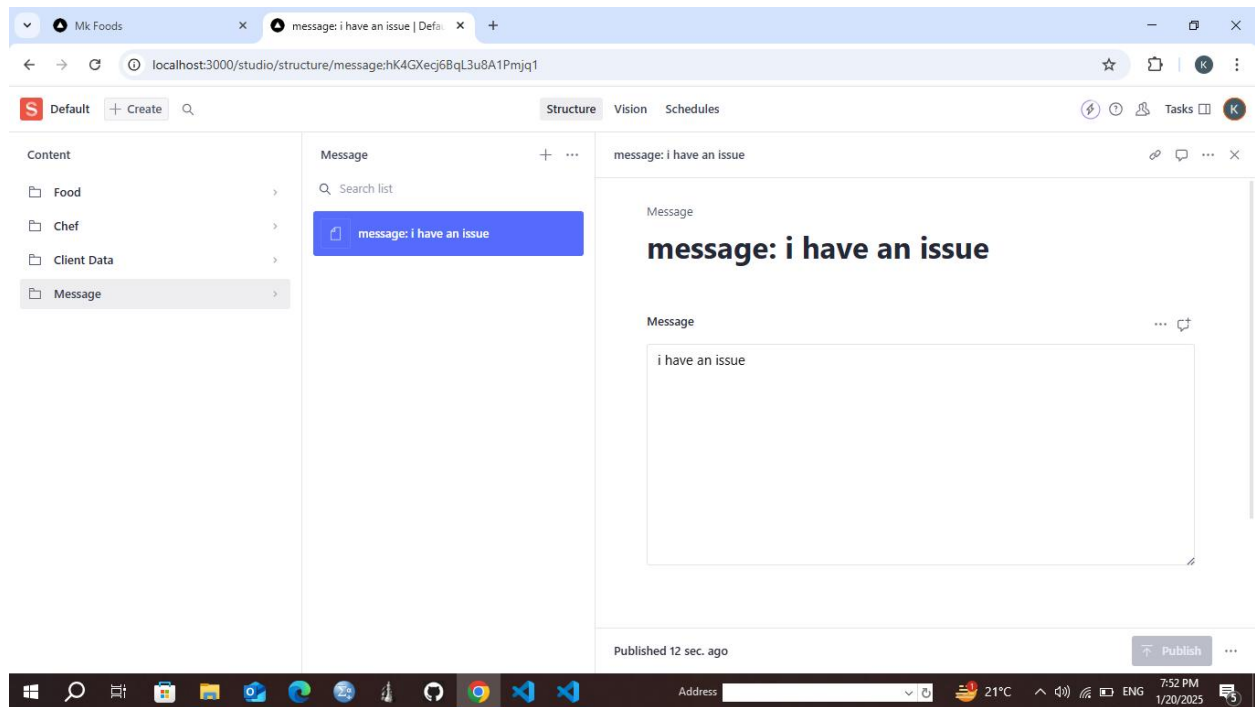 Mk Foods
message: i have an issue | Defau
localhost:3000/studio/structure/message;hK4GXecj6BqL3u8A1Pmjq1
K
S Default + Create Structure Vision Schedules Tasks K
Content
Food
Chef
Client Data
Message
Message
Search list
message: i have an issue
message: i have an issue
Message
message: i have an issue
Message
i have an issue
Published 12 sec. ago
Publish
Address 21°C ENG 7:52 PM
1/20/2025
5